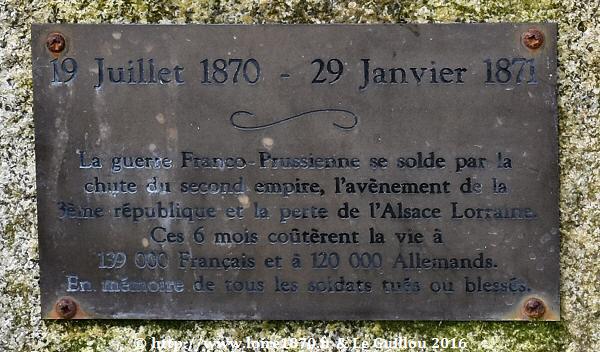 19 Juillet 1870 - 29 Janvier 1871
La guerre Franco-Prussienne se solde par la
chute du second empire, l'avènement de la
3ème république et la perte de l'Alsace Lorraine.
Ces 6 mois coûtèrent la vie à
139 000 Français et à 120 000 Allemands.
En mémoire de tous les soldats tués ou blessés.
© http://www.loire1870.fr & Le Guillou 2016